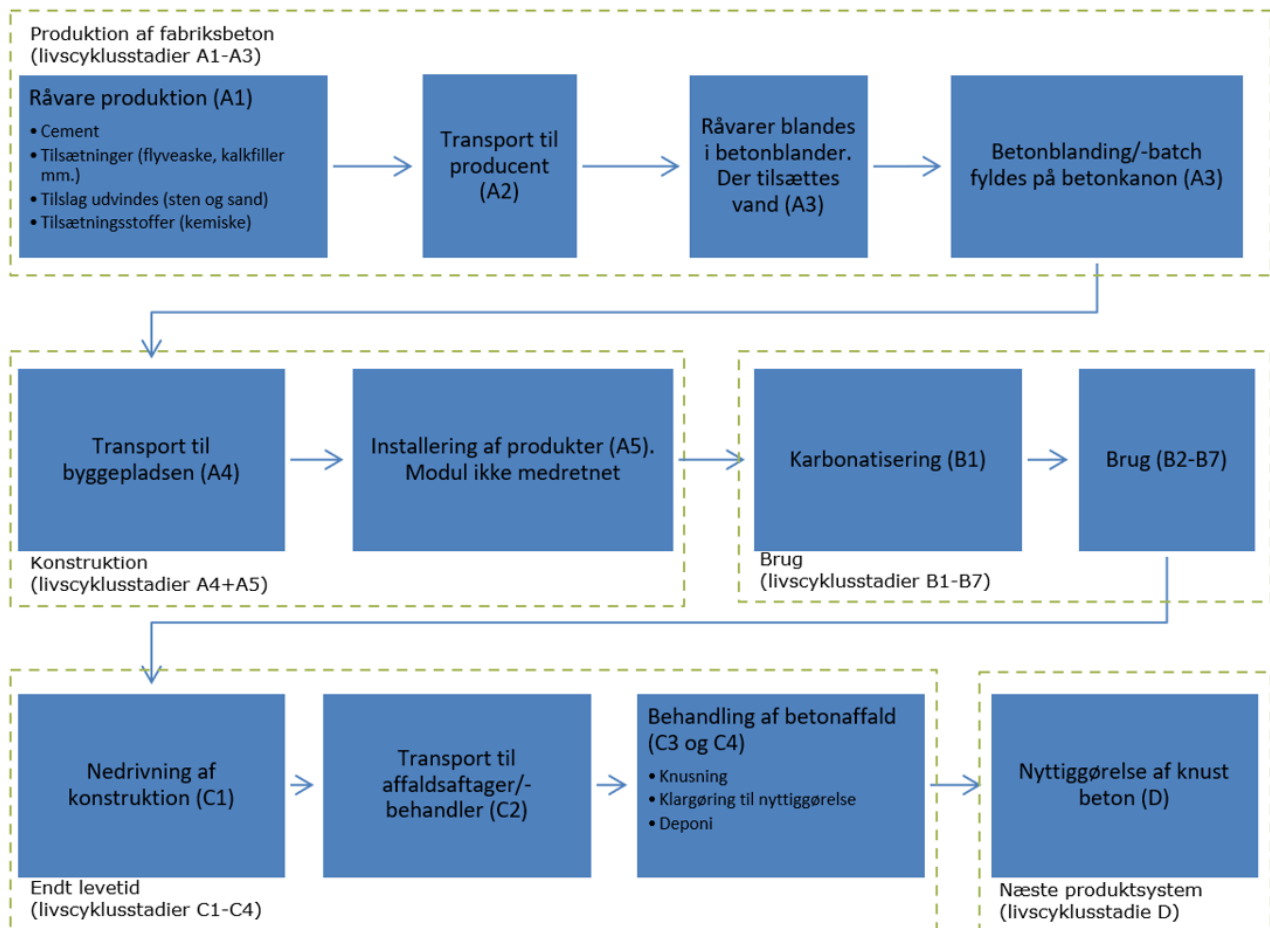 Produktion af fabriksbeton
(livscyklusstadier A1-A3)
Råvare produktion (A1)
• Cement
• Tilsætninger (flyveaske, kalkfiller
mm.)
• Tilslag udvindes (sten og sand)
• Tilsætningsstoffer (kemiske)
Transport til
producent
(A2)
Råvarer blandes
i betonblander.
Der tilsættes
vand (A3)
Betonblanding/-batch
fyldes på betonkanon (A3)
Transport til
byggepladsen (A4)
Installering af produkter (A5).
Modul ikke medretnet
Konstruktion
(livscyklusstadier A4+A5)
Karbonatisering (B1)
Brug (B2-B7)
Brug
(livscyklusstadier B1-B7)
Nedrivning af
konstruktion (C1)
Transport til
affaldsaftager/-
behandler (C2)
Behandling af betonaffald
(C3 og C4)
• Knusning
• Klargøring til nyttiggørelse
• Deponi
Endt levetid
(livscyklusstadier C1-C4)
Nyttiggørelse af knust
beton (D)
Næste produktsystem
(livscyklusstadie D)